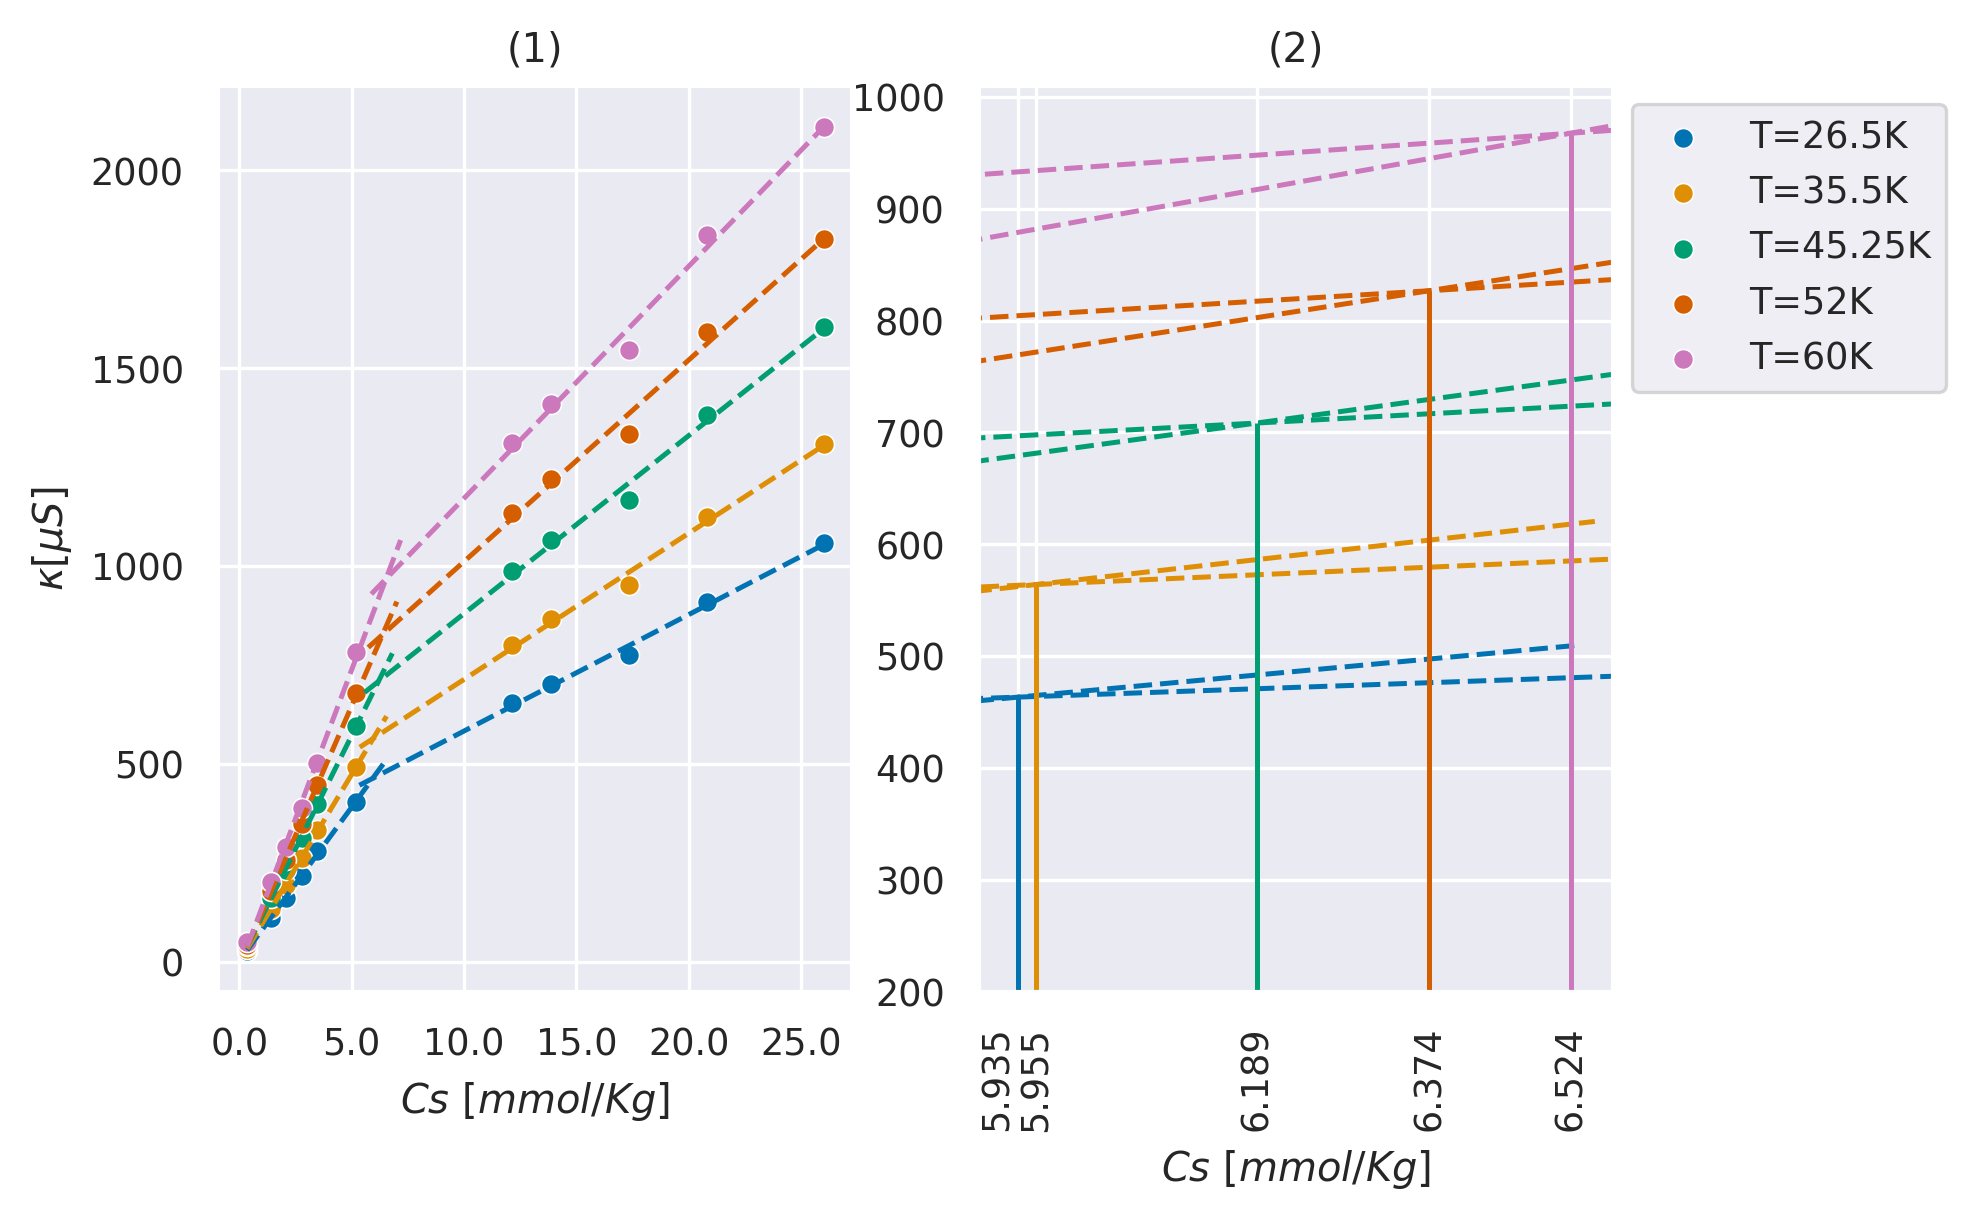 (1)
2000
1500
1000
500
0
κ[μS]
0.0 5.0 10.0 15.0 20.0 25.0
Cs [mmol/Kg]
(2)
1000
900
800
700
600
500
400
300
200
5.935 5.955 6.189 6.374 6.524
Cs [mmol/Kg]
T=26.5K
T=35.5K
T=45.25K
T=52K
T=60K